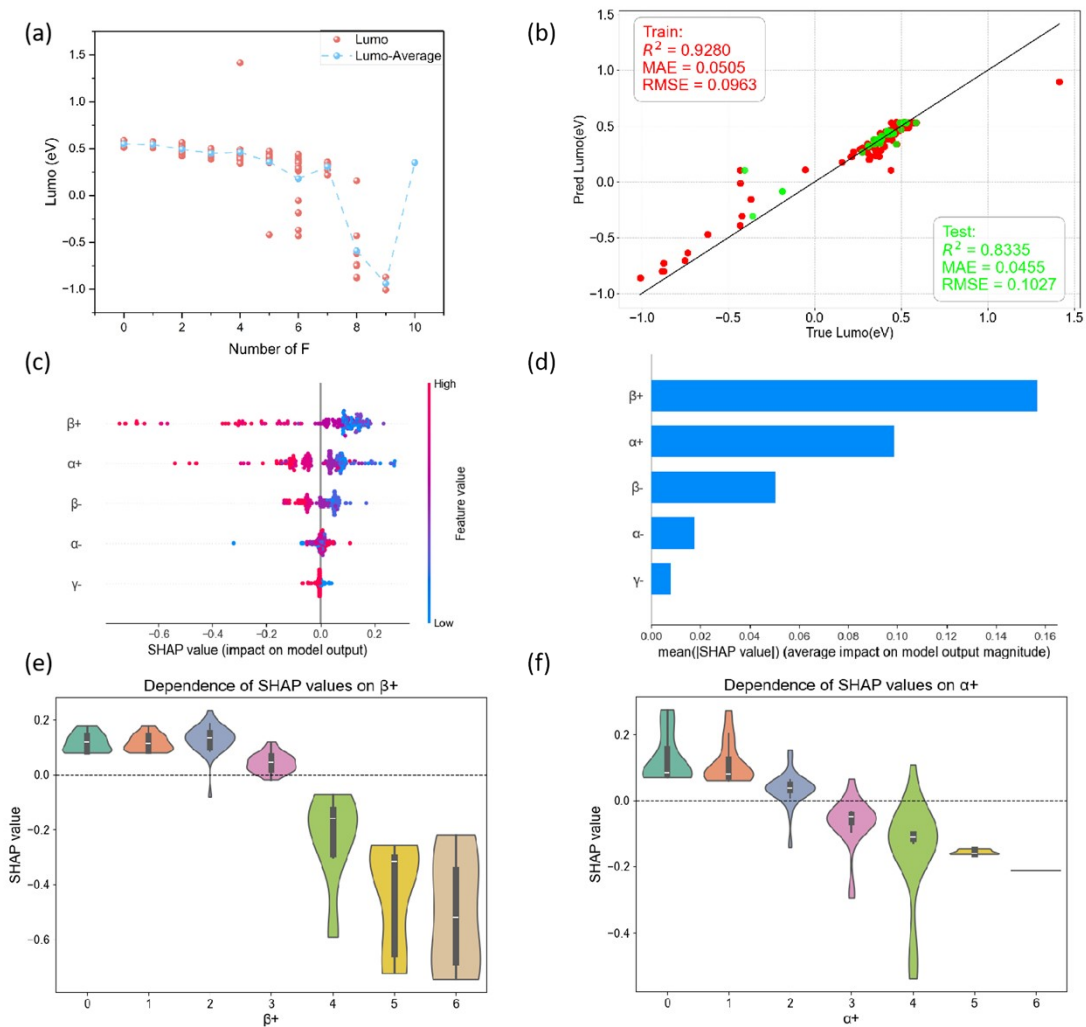 (a)
Lumo
Lumo-Average
1.5
1.0
0.5
0.0
−0.5
−1.0
Lumo (eV)
0 2 4 6 8 10
Number of F
(b)
Train:
R² = 0.9280
MAE = 0.0505
RMSE = 0.0963
Test:
R² = 0.8335
MAE = 0.0455
RMSE = 0.1027
1.5
1.0
0.5
0.0
−0.5
−1.0
Pred Lumo(eV)
−1.0 −0.5 0.0 0.5 1.0 1.5
True Lumo(eV)
(c)
High
β+
α+
β-
α-
γ-
Low
Feature value
−0.6 −0.4 −0.2 0.0 0.2
SHAP value (impact on model output)
(d)
β+
α+
β-
α-
γ-
0.00 0.02 0.04 0.06 0.08 0.10 0.12 0.14 0.16
mean(|SHAP value|) (average impact on model output magnitude)
(e)
Dependence of SHAP values on β+
0.2
0.0
−0.2
−0.4
−0.6
SHAP value
0 1 2 3 4 5 6
β+
(f)
Dependence of SHAP values on α+
0.2
0.0
−0.2
−0.4
SHAP value
0 1 2 3 4 5 6
α+